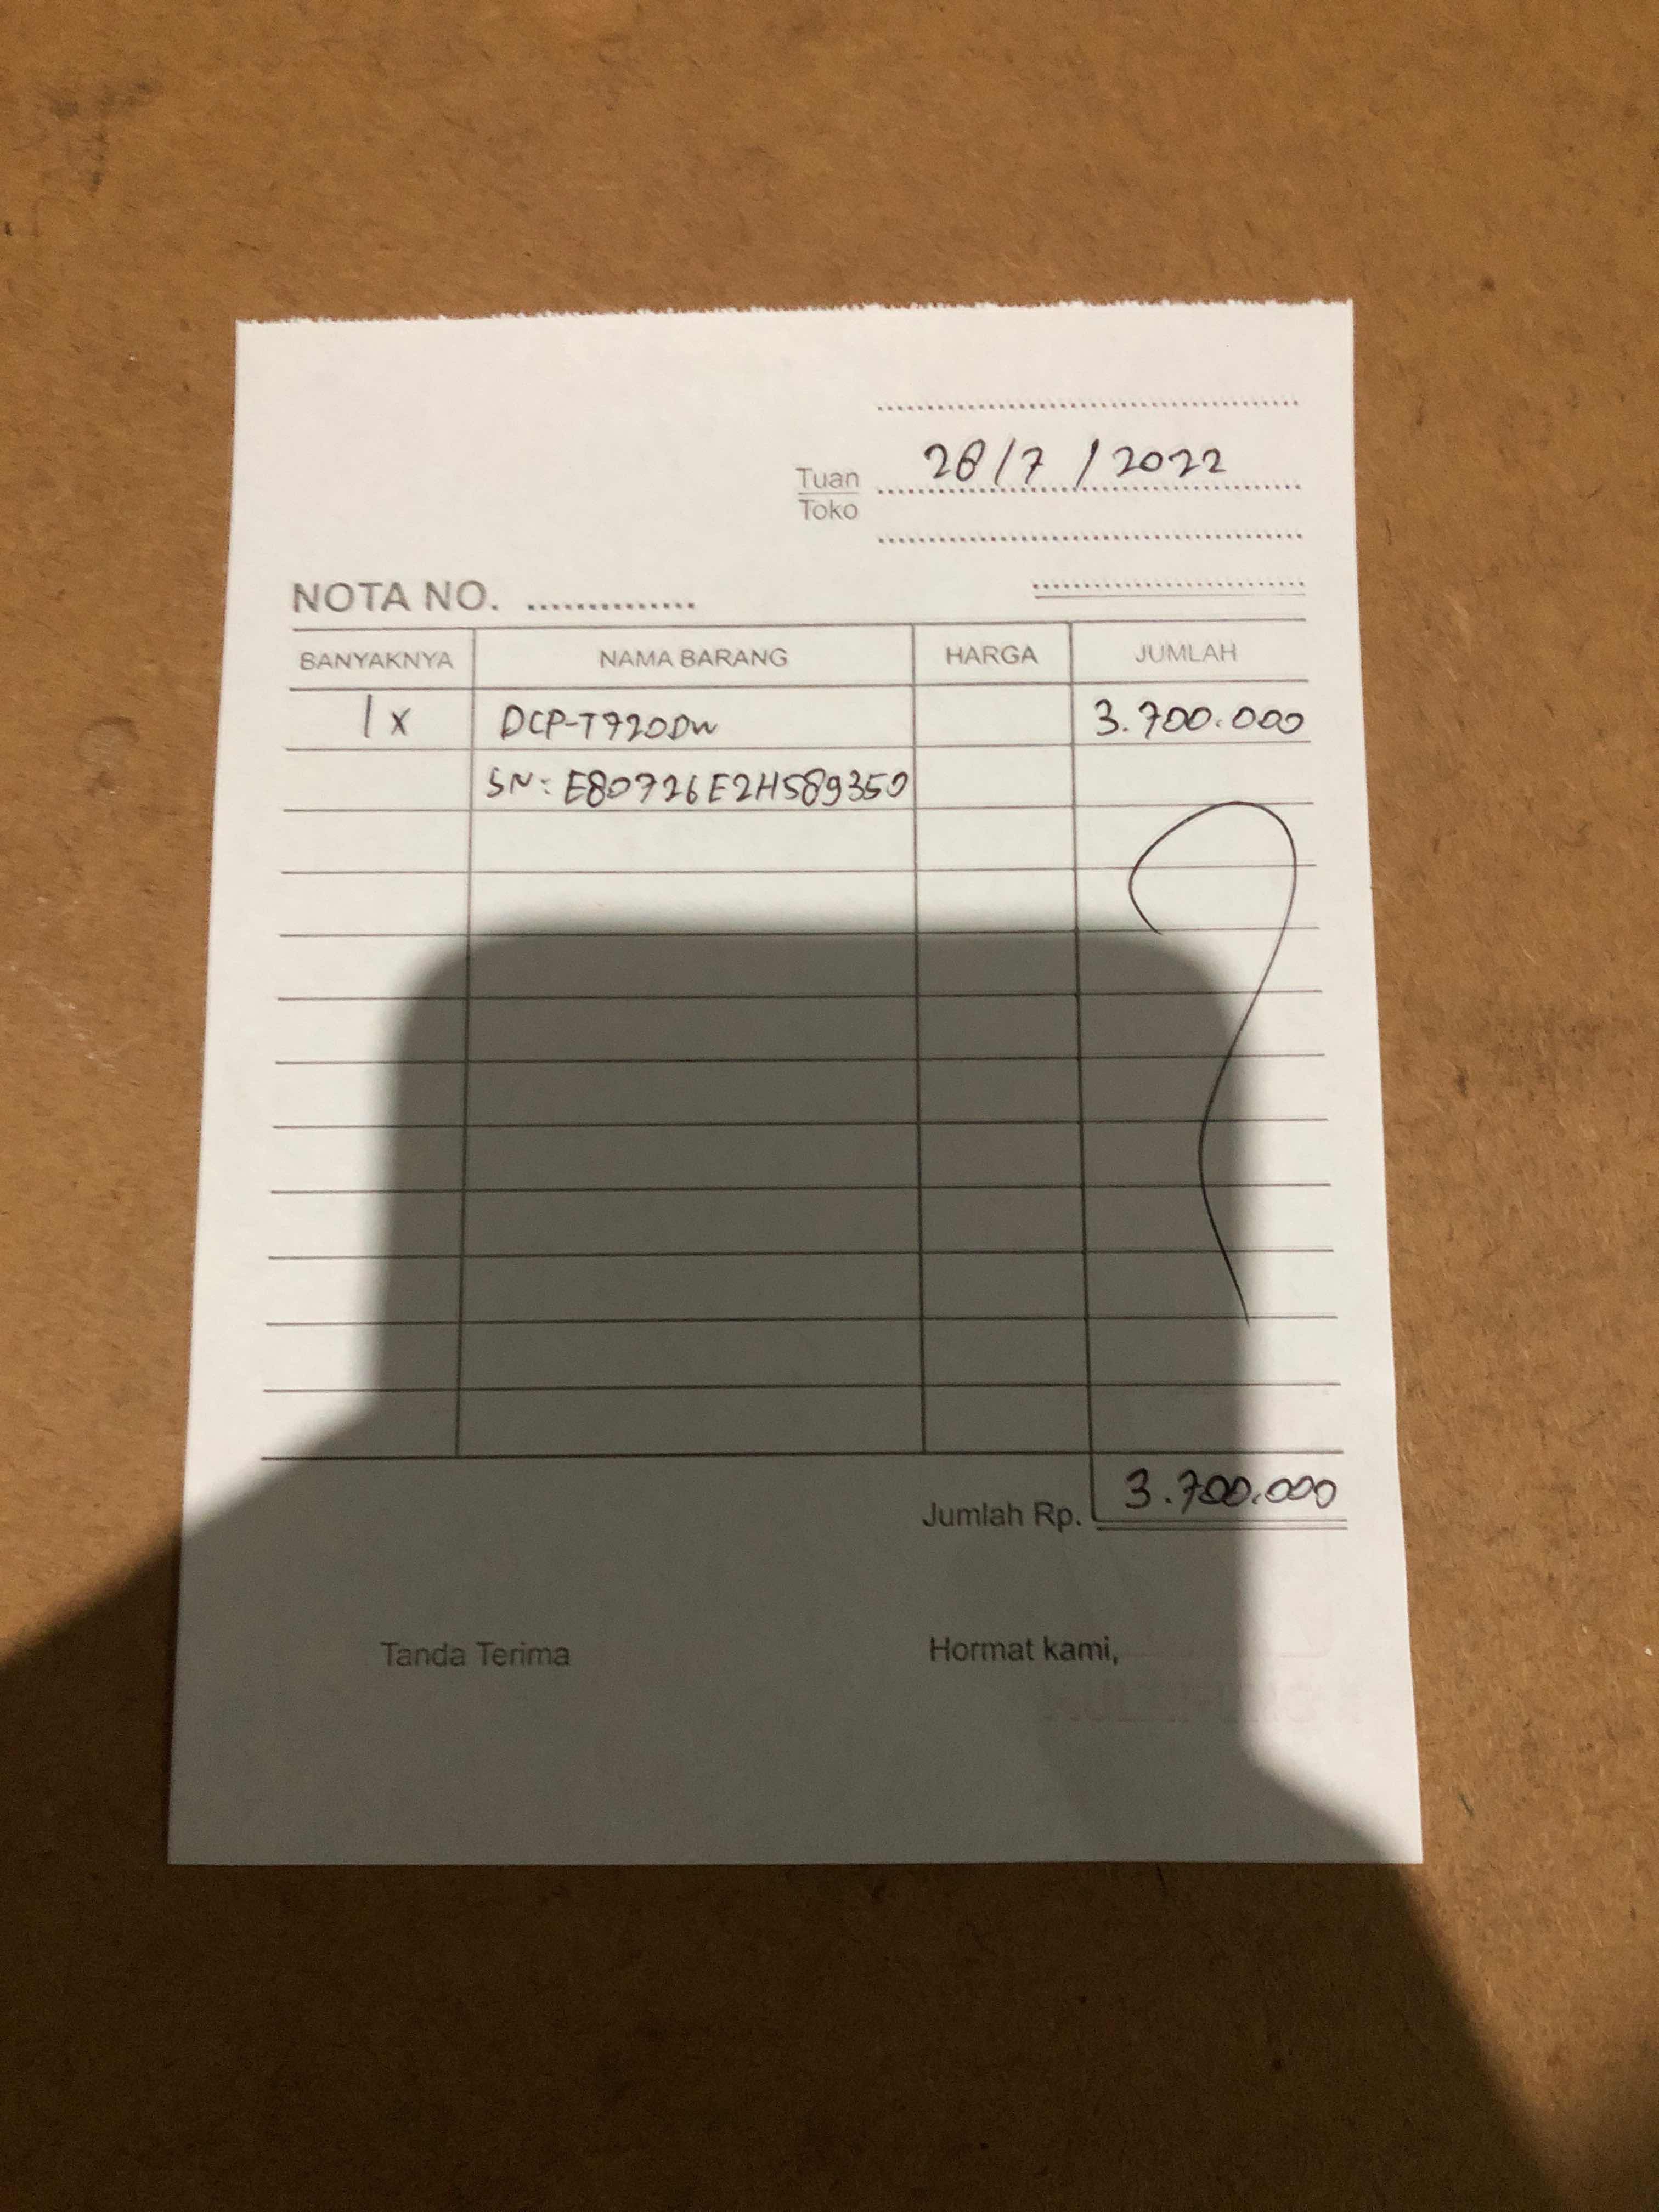 28/7/2022
Tuan
Toko
NOTA NO. ..............
BANYAKNYA NAMA BARANG HARGA JUMLAH
1 x DCP-T720DW 3.700.000
SN: E80726E2H589350
Jumlah Rp. 3.700.000
Tanda Terima Hormat kami,